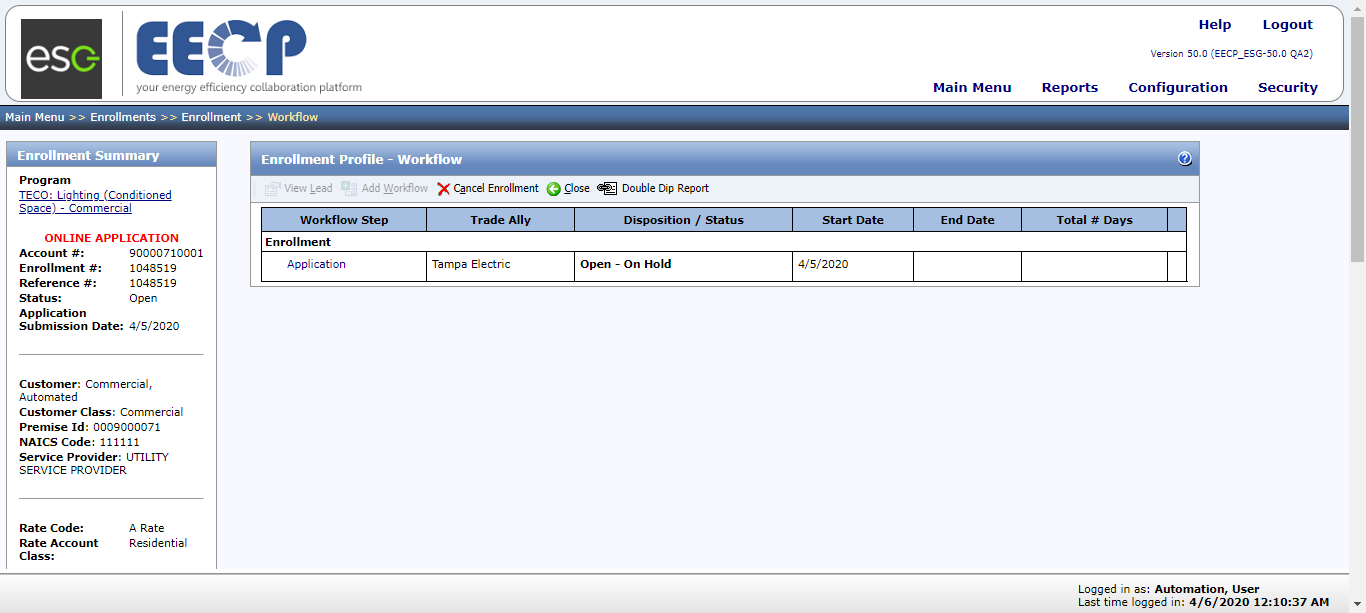 esg
EECP
your energy efficiency collaboration platform
Help Logout
Version 50.0 (EECP_ESG-50.0 QA2)
Main Menu Reports Configuration Security
Main Menu >> Enrollments >> Enrollment >> Workflow
Enrollment Summary
Program
TECO: Lighting (Conditioned
Space) - Commercial
ONLINE APPLICATION
Account #: 90000710001
Enrollment #: 1048519
Reference #: 1048519
Status: Open
Application
Submission Date: 4/5/2020
Customer: Commercial,
Automated
Customer Class: Commercial
Premise Id: 0009000071
NAICS Code: 111111
Service Provider: UTILITY
SERVICE PROVIDER
Rate Code: A Rate
Rate Account Residential
Class:
Enrollment Profile - Workflow
?
View Lead Add Workflow Cancel Enrollment Close Double Dip Report
Workflow Step Trade Ally Disposition / Status Start Date End Date Total # Days
Enrollment
Application Tampa Electric Open - On Hold 4/5/2020
Logged in as: Automation, User
Last time logged in: 4/6/2020 12:10:37 AM